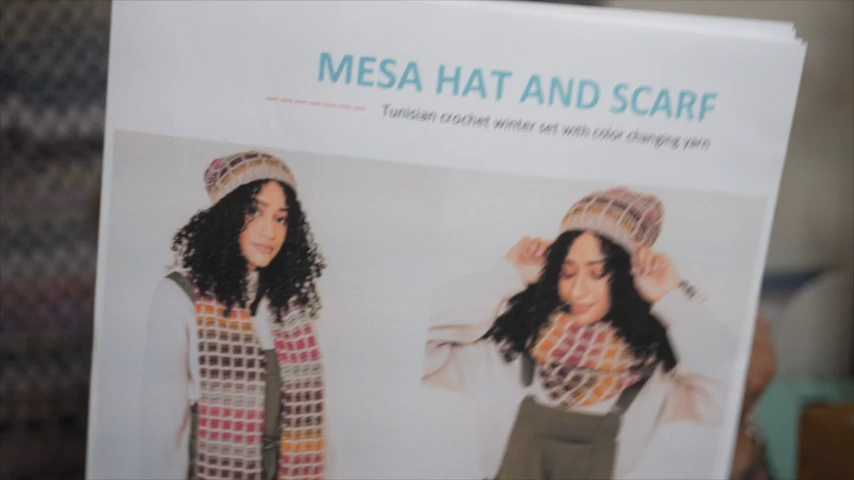 MESA HAT AND SCARF
Tunisian crochet winter set with color changing yarn